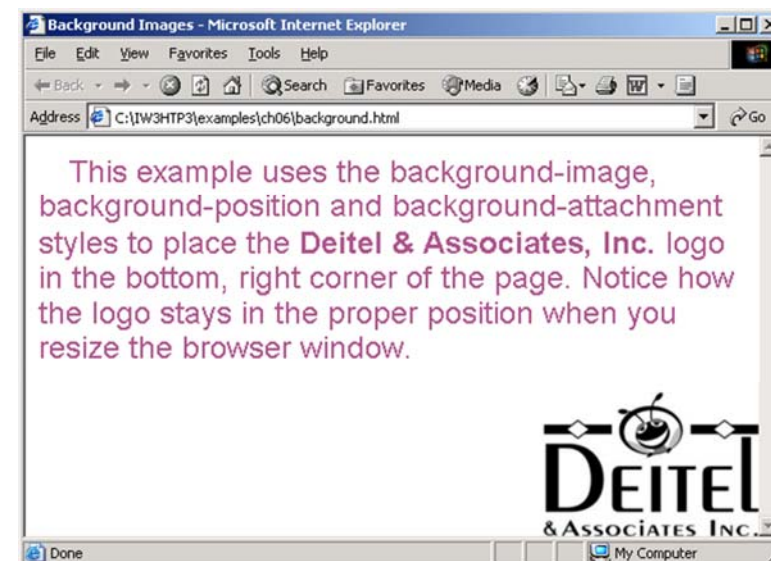 Background Images - Microsoft Internet Explorer
File Edit View Favorites Tools Help
Back Search Favorites Media
Address C:\IW3HTP3\examples\ch06\background.html Go
This example uses the background-image,
background-position and background-attachment
styles to place the Deitel & Associates, Inc. logo
in the bottom, right corner of the page. Notice how
the logo stays in the proper position when you
resize the browser window.
DEITEL
& ASSOCIATES INC.
Done My Computer